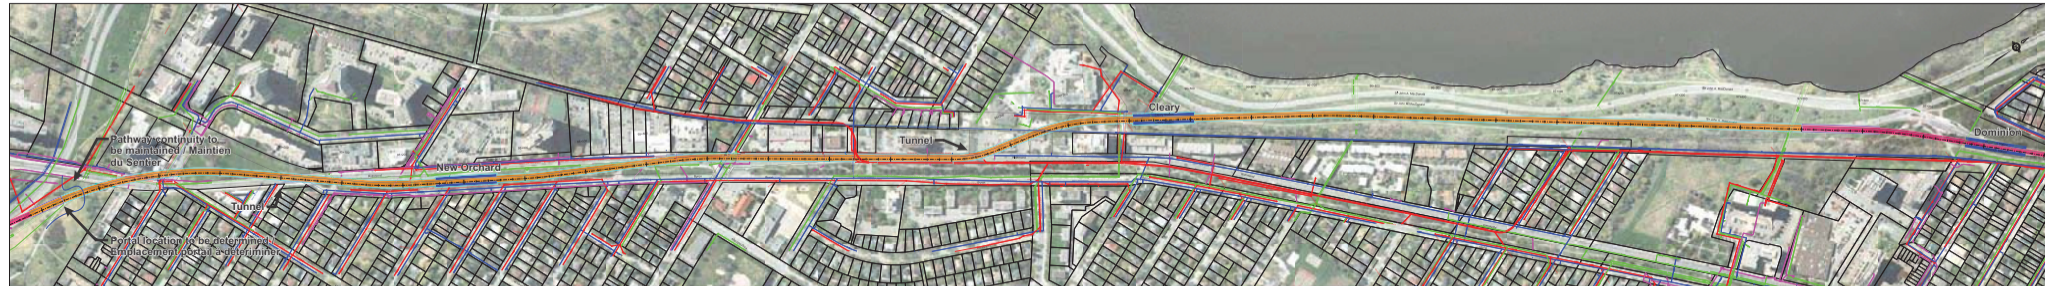 Cleary
Dominion
Pathway continuity to
be maintained / Maintien
du Sentier
Tunnel
New Orchard
Tunnel
Portal location to be determined /
Emplacement portail à déterminer